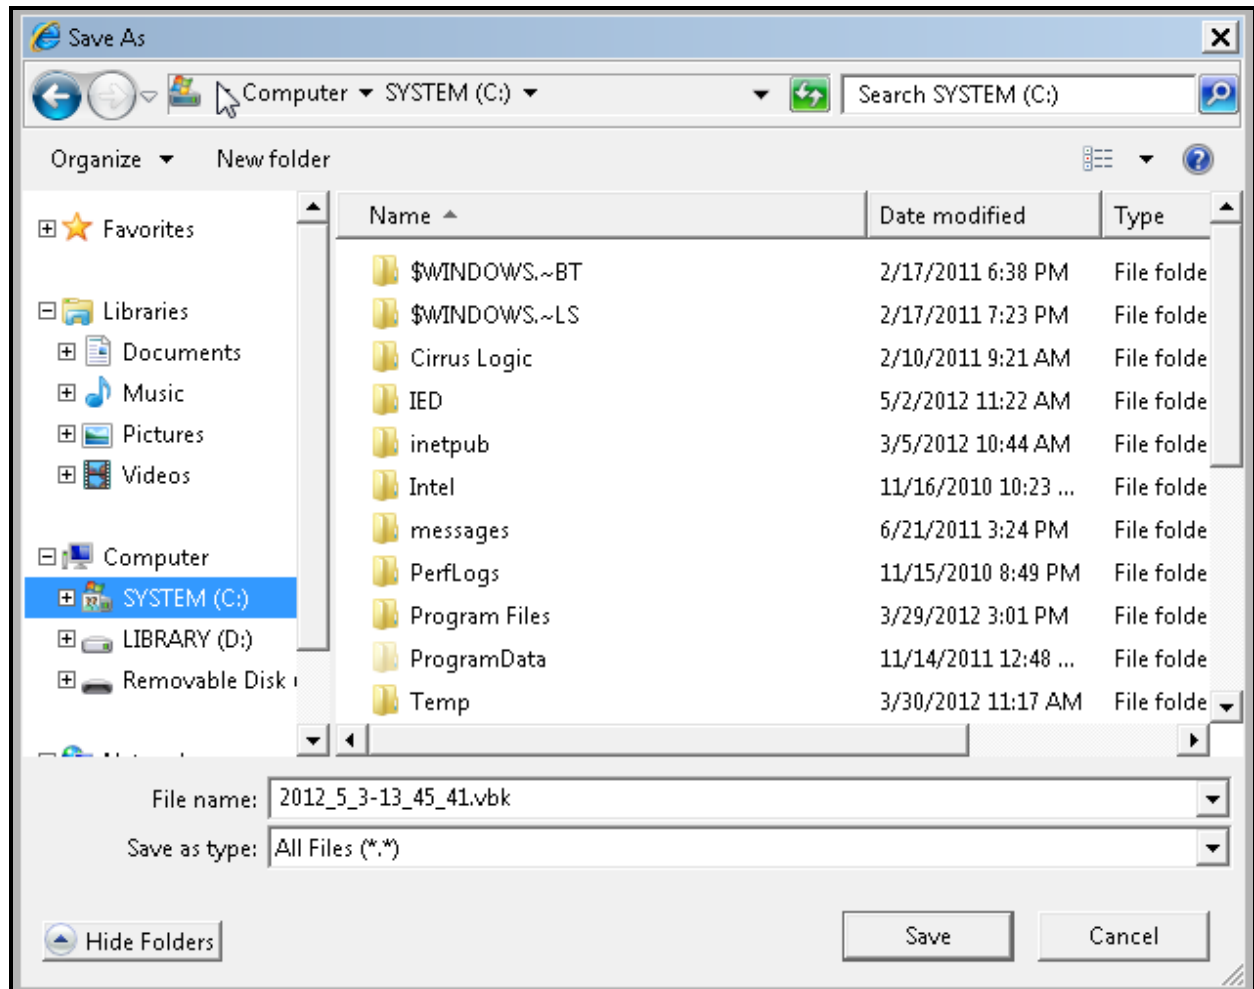 Save As
Computer SYSTEM (C:)
Search SYSTEM (C:)
Organize New folder
Favorites
Libraries
Documents
Music
Pictures
Videos
Computer
SYSTEM (C:)
LIBRARY (D:)
Removable Disk
Name Date modified Type
$WINDOWS.~BT 2/17/2011 6:38 PM File folde
$WINDOWS.~LS 2/17/2011 7:23 PM File folde
Cirrus Logic 2/10/2011 9:21 AM File folde
IED 5/2/2012 11:22 AM File folde
inetpub 3/5/2012 10:44 AM File folde
Intel 11/16/2010 10:23 ... File folde
messages 6/21/2011 3:24 PM File folde
PerfLogs 11/15/2010 8:49 PM File folde
Program Files 3/29/2012 3:01 PM File folde
ProgramData 11/14/2011 12:48 ... File folde
Temp 3/30/2012 11:17 AM File folde
File name: 2012_5_3-13_45_41.vbk
Save as type: All Files (*.*)
Hide Folders Save Cancel